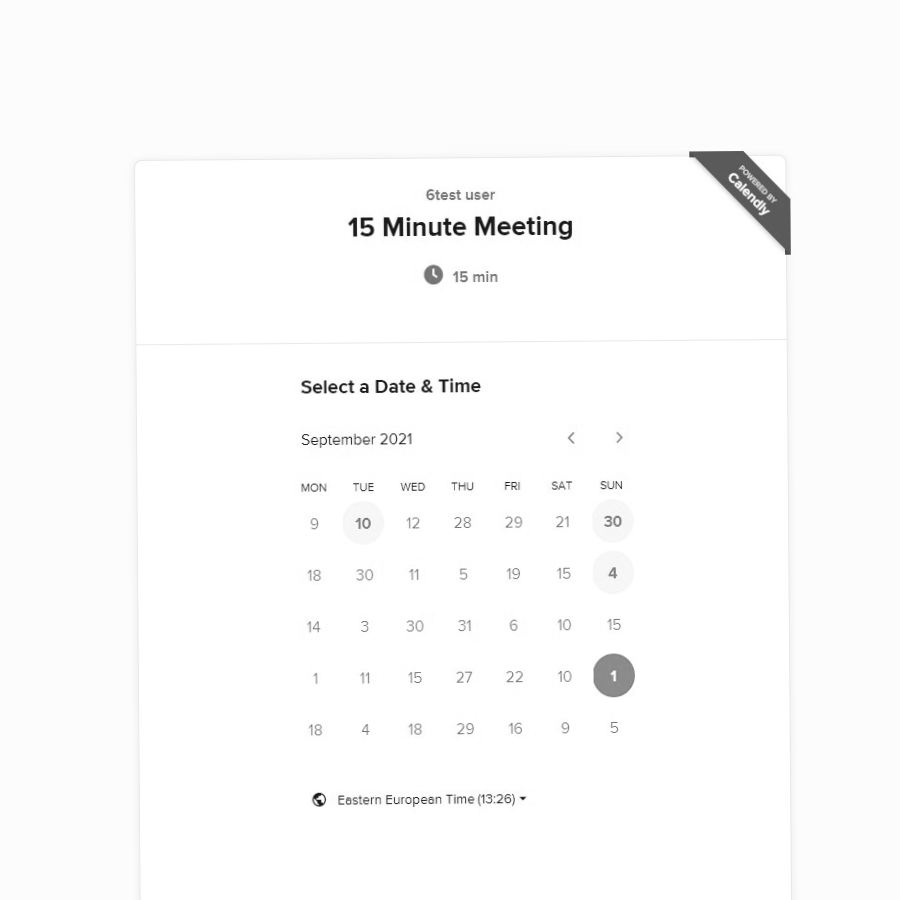 POWERED BY
Calendly
6test user
15 Minute Meeting
15 min
Select a Date & Time
September 2021
MON TUE WED THU FRI SAT SUN
9 10 12 28 29 21 30
18 30 11 5 19 15 4
14 3 30 31 6 10 15
1 11 15 27 22 10 1
18 4 18 29 16 9 5
Eastern European Time (13:26)